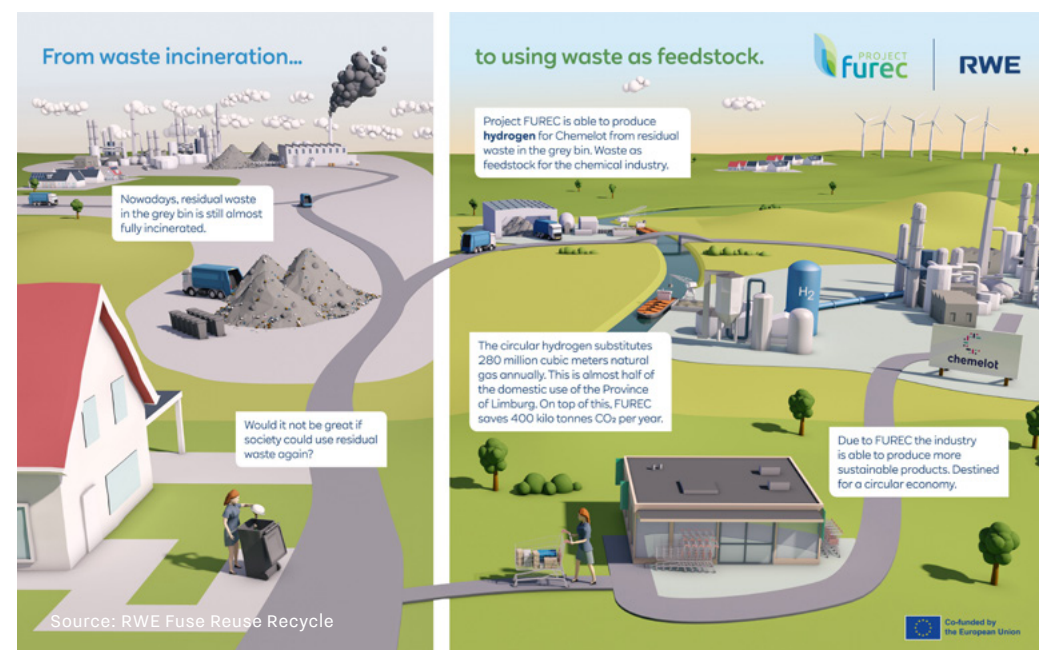 From waste incineration...
to using waste as feedstock.
PROJECT
furec
RWE
Project FUREC is able to produce
hydrogen for Chemelot from residual
waste in the grey bin. Waste as
feedstock for the chemical industry.
Nowadays, residual waste
in the grey bin is still almost
fully incinerated.
H2
chemelot
The circular hydrogen substitutes
280 million cubic meters natural
gas annually. This is almost half of
the domestic use of the Province
of Limburg. On top of this, FUREC
saves 400 kilo tonnes CO₂ per year.
Would it not be great if
society could use residual
waste again?
Due to FUREC the industry
is able to produce more
sustainable products. Destined
for a circular economy.
Source: RWE Fuse Reuse Recycle
Co-funded by
the European Union